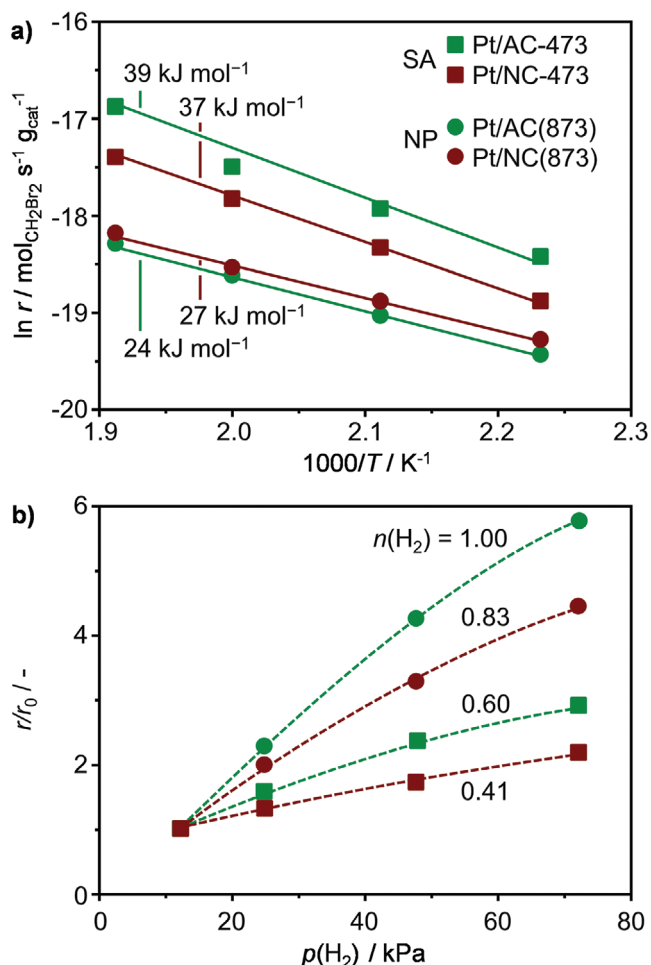 a)
-16
-17
-18
-19
-20
ln r / mol_CH₂Br₂ s⁻¹ g_cat⁻¹
39 kJ mol⁻¹
37 kJ mol⁻¹
27 kJ mol⁻¹
24 kJ mol⁻¹
SA
Pt/AC-473
Pt/NC-473
NP
Pt/AC(873)
Pt/NC(873)
1.9 2.0 2.1 2.2 2.3
1000/T / K⁻¹
b)
6
4
2
0
r/r₀ / -
n(H₂) = 1.00
0.83
0.60
0.41
0 20 40 60 80
p(H₂) / kPa